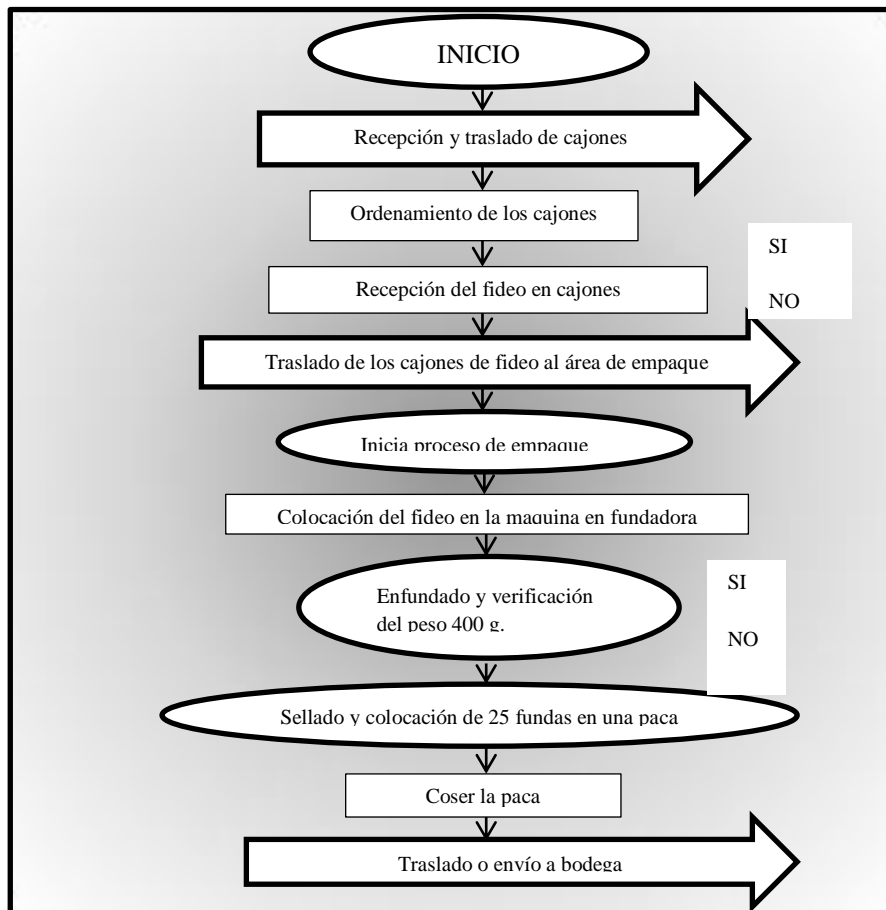 INICIO
Recepción y traslado de cajones
Ordenamiento de los cajones
SI
Recepción del fideo en cajones
NO
Traslado de los cajones de fideo al área de empaque
Inicia proceso de empaque
Colocación del fideo en la maquina en fundadora
Enfundado y verificación
del peso 400 g.
SI
NO
Sellado y colocación de 25 fundas en una paca
Coser la paca
Traslado o envío a bodega